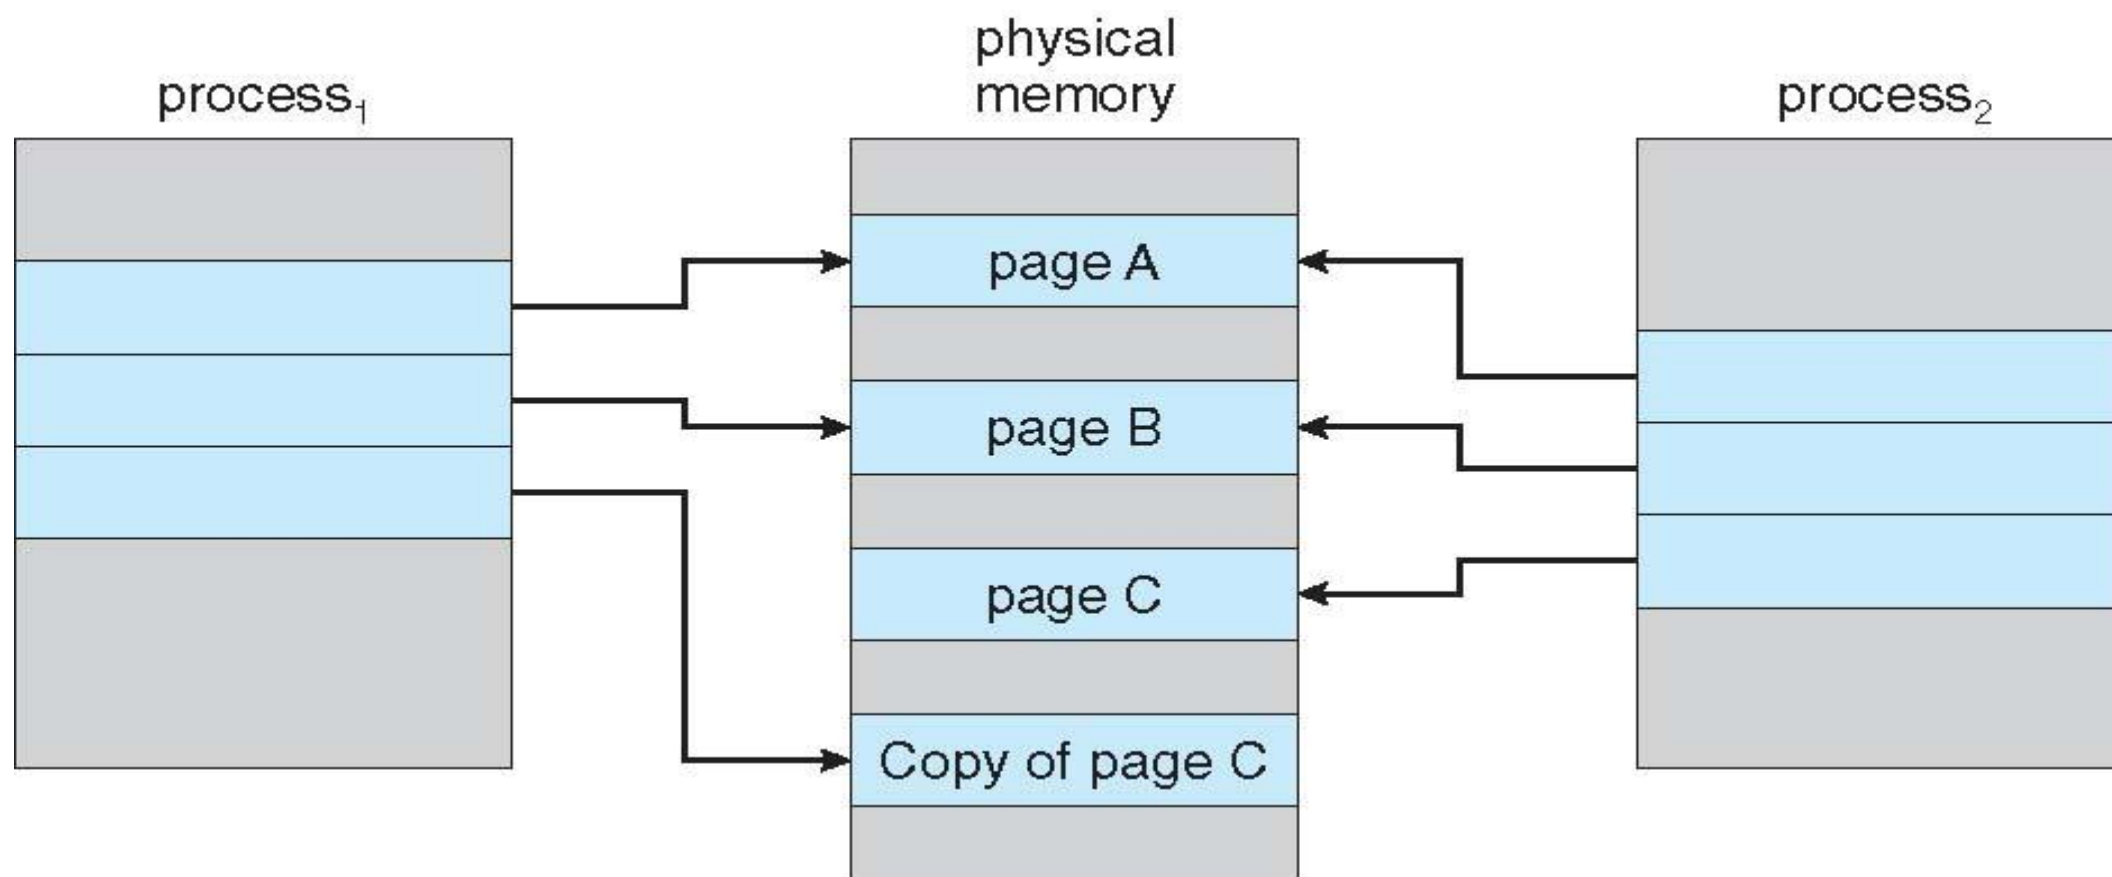 process₁
physical
memory
process₂
page A
page B
page C
Copy of page C